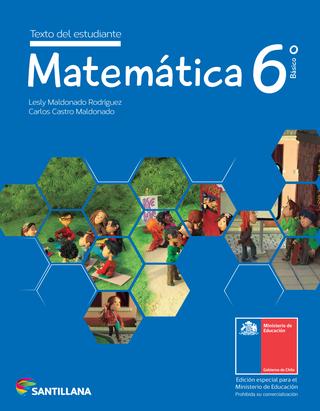 Texto del estudiante
Matemática 6°
Básico
Lesly Maldonado Rodríguez
Carlos Castro Maldonado
Ministerio de
Educación
Gobierno de Chile
SANTILLANA
Edición especial para el
Ministerio de Educación
Prohibida su comercialización